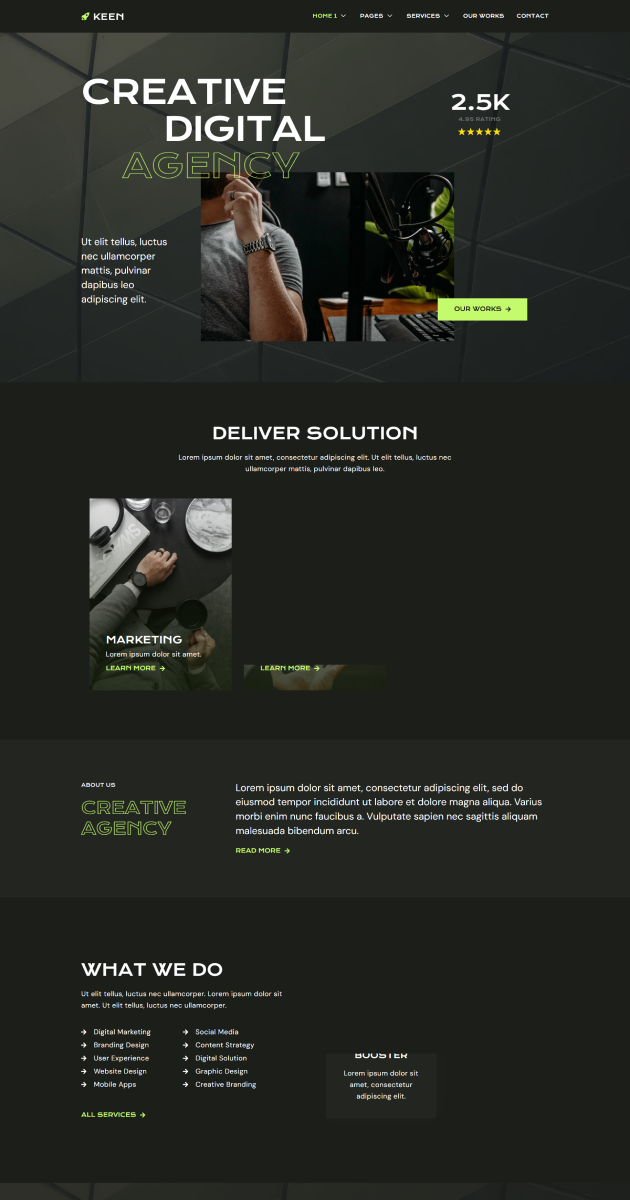 KEEN
HOME 1 PAGES SERVICES OUR WORKS CONTACT
CREATIVE
DIGITAL
AGENCY
2.5K
4.95 RATING
Ut elit tellus, luctus
nec ullamcorper
mattis, pulvinar
dapibus leo
adipiscing elit.
OUR WORKS
DELIVER SOLUTION
Lorem ipsum dolor sit amet, consectetur adipiscing elit. Ut elit tellus, luctus nec
ullamcorper mattis, pulvinar dapibus leo.
MARKETING
Lorem ipsum dolor sit amet.
LEARN MORE
LEARN MORE
ABOUT US
CREATIVE
AGENCY
Lorem ipsum dolor sit amet, consectetur adipiscing elit, sed do
eiusmod tempor incididunt ut labore et dolore magna aliqua. Varius
morbi enim nunc faucibus a. Vulputate sapien nec sagittis aliquam
malesuada bibendum arcu.
READ MORE
WHAT WE DO
Ut elit tellus, luctus nec ullamcorper. Lorem ipsum dolor sit
amet. Ut elit tellus, luctus nec ullamcorper.
Digital Marketing
Branding Design
User Experience
Website Design
Mobile Apps
Social Media
Content Strategy
Digital Solution
Graphic Design
Creative Branding
ALL SERVICES
BOOSTER
Lorem ipsum dolor sit
amet, consectetur
adipiscing elit.